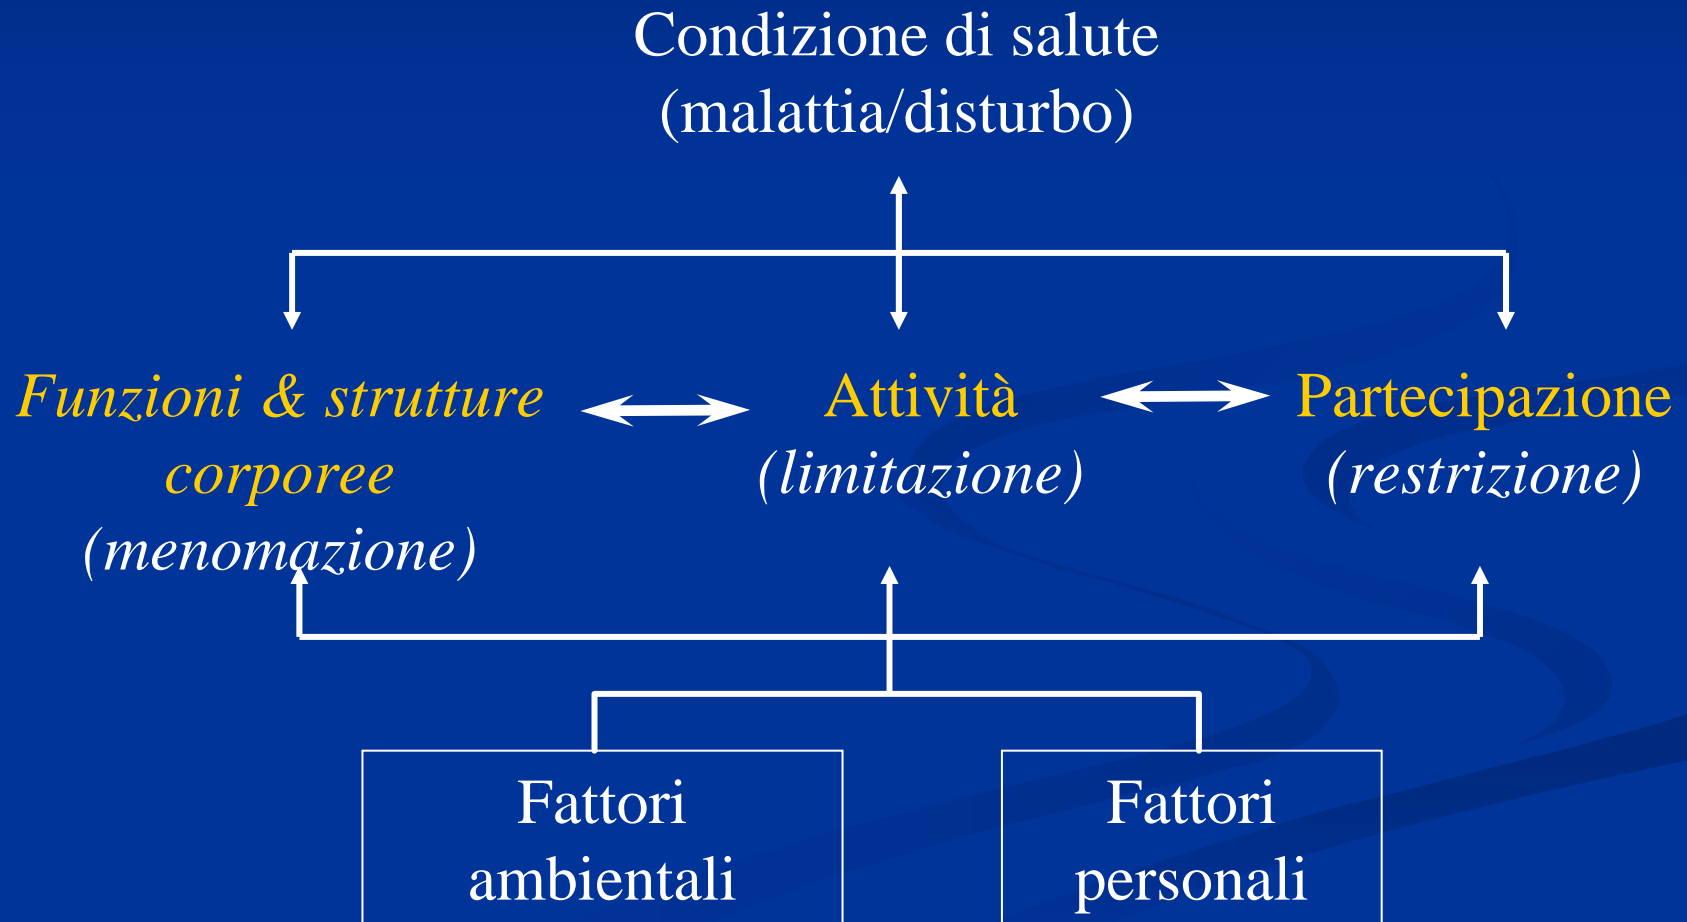 Condizione di salute
(malattia/disturbo)
Funzioni & strutture
corporee
(menomazione)
Attività
(limitazione)
Partecipazione
(restrizione)
Fattori
ambientali
Fattori
personali